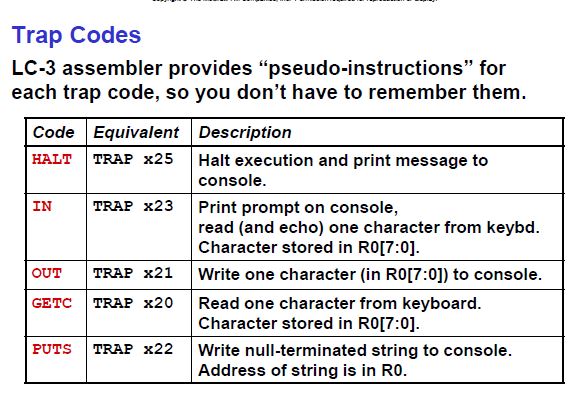 Trap Codes
LC-3 assembler provides “pseudo-instructions” for
each trap code, so you don’t have to remember them.
Code Equivalent Description
HALT TRAP x25 Halt execution and print message to
console.
IN TRAP x23 Print prompt on console,
read (and echo) one character from keybd.
Character stored in R0[7:0].
OUT TRAP x21 Write one character (in R0[7:0]) to console.
GETC TRAP x20 Read one character from keyboard.
Character stored in R0[7:0].
PUTS TRAP x22 Write null-terminated string to console.
Address of string is in R0.